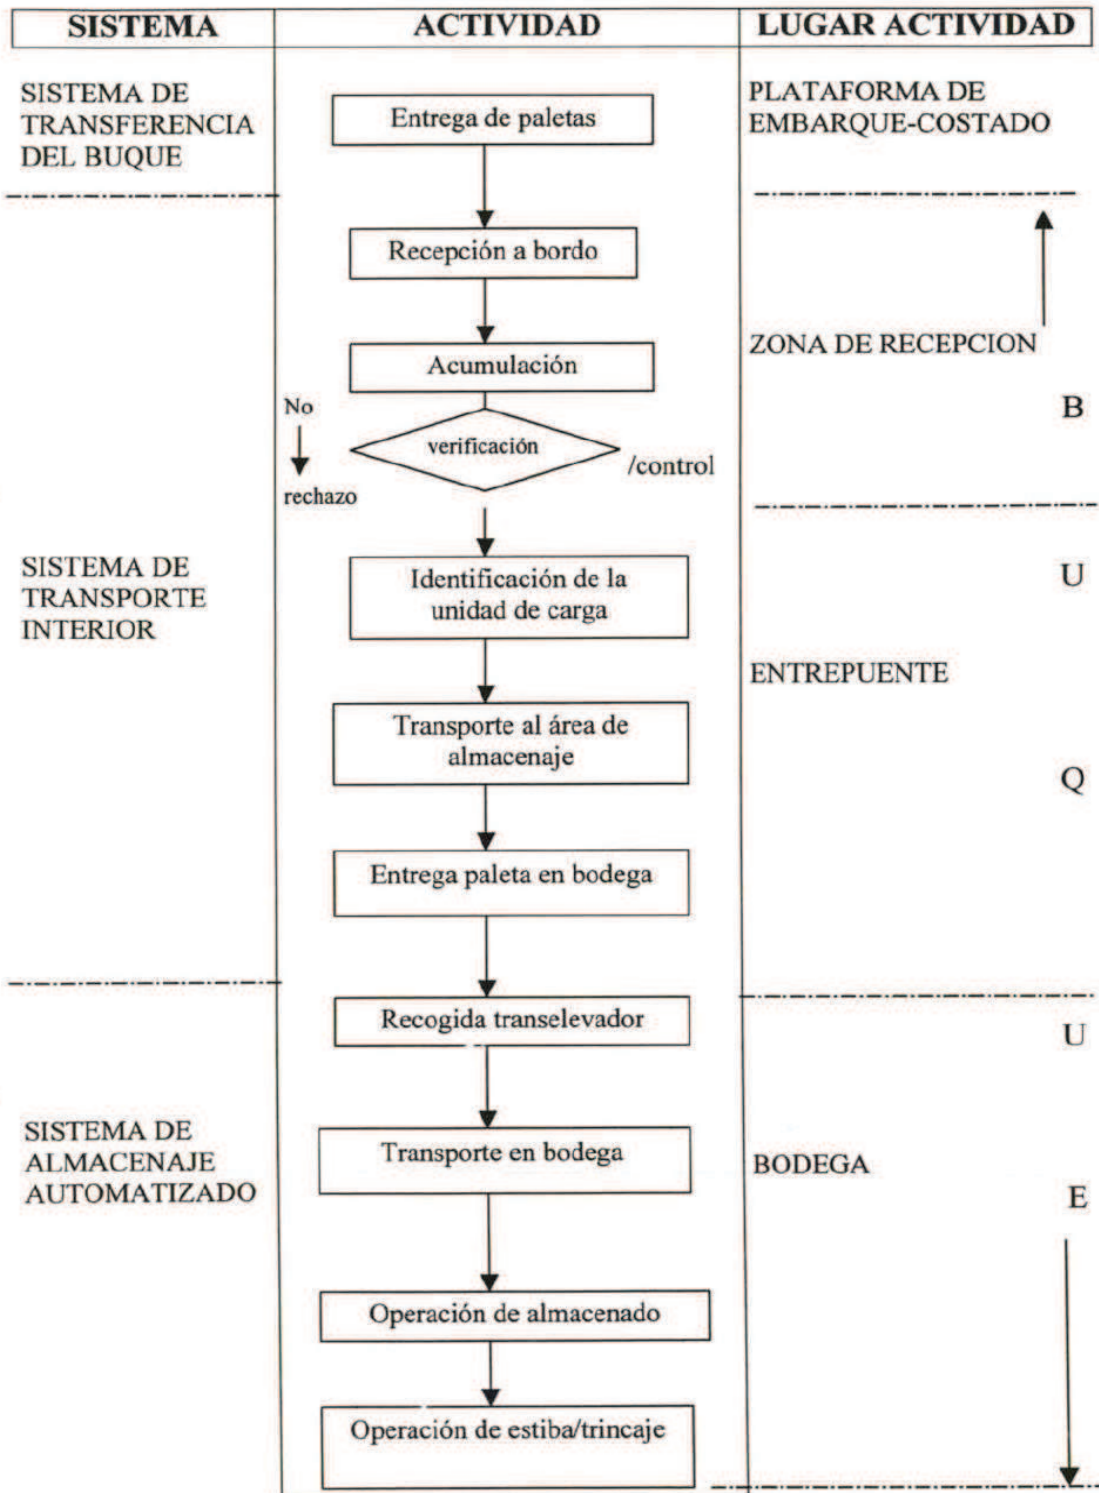 SISTEMA
ACTIVIDAD
LUGAR ACTIVIDAD
SISTEMA DE
TRANSFERENCIA
DEL BUQUE
Entrega de paletas
PLATAFORMA DE
EMBARQUE-COSTADO
Recepción a bordo
Acumulación
ZONA DE RECEPCION
No
verificación
/control
rechazo
B
SISTEMA DE
TRANSPORTE
INTERIOR
Identificación de la
unidad de carga
U
ENTREPUENTE
Transporte al área de
almacenaje
Q
Entrega paleta en bodega
Recogida transelevador
U
SISTEMA DE
ALMACENAJE
AUTOMATIZADO
Transporte en bodega
BODEGA
E
Operación de almacenado
Operación de estiba/trincaje